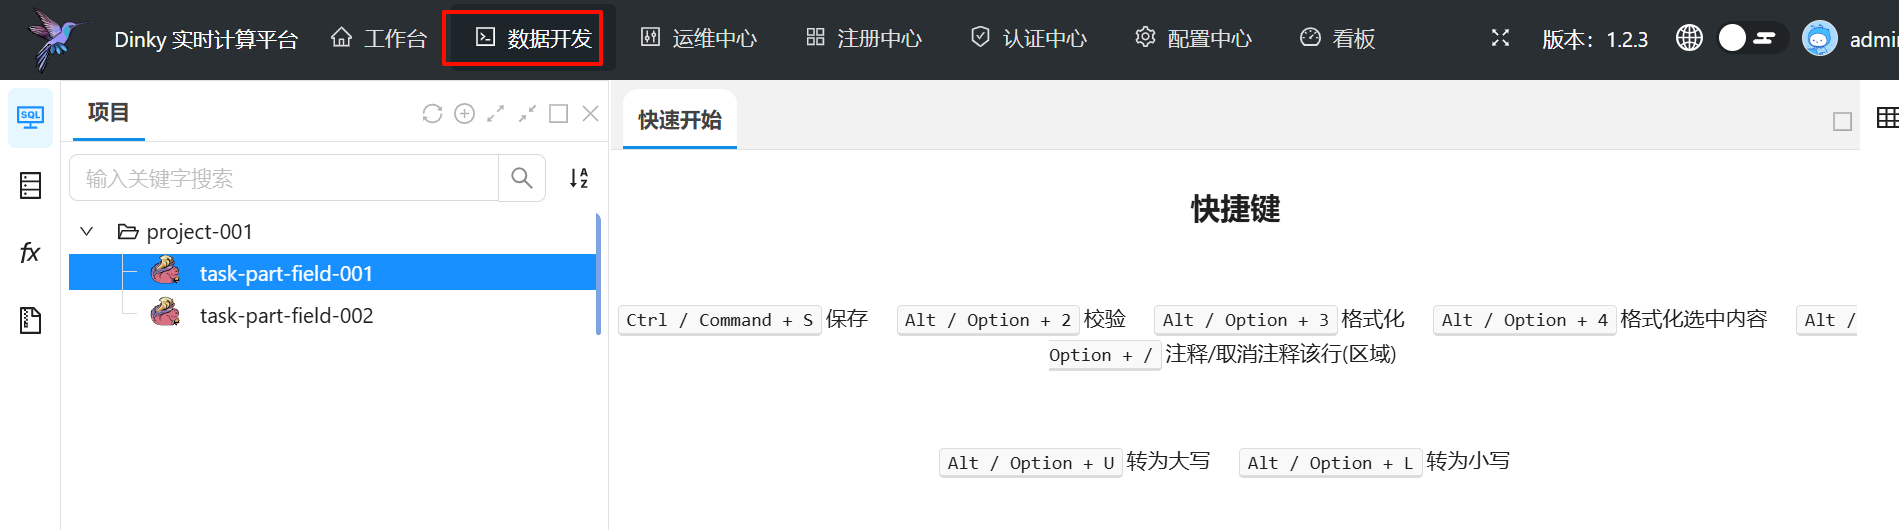 Dinky 实时计算平台 工作台 数据开发 运维中心 注册中心 认证中心 配置中心 看板 版本：1.2.3 admin
SQL 项目 快速开始
输入关键字搜索 A Z
fx
project-001
task-part-field-001
task-part-field-002
快捷键
Ctrl / Command + S 保存 Alt / Option + 2 校验 Alt / Option + 3 格式化 Alt / Option + 4 格式化选中内容 Alt /
Option + / 注释/取消注释该行(区域)
Alt / Option + U 转为大写 Alt / Option + L 转为小写